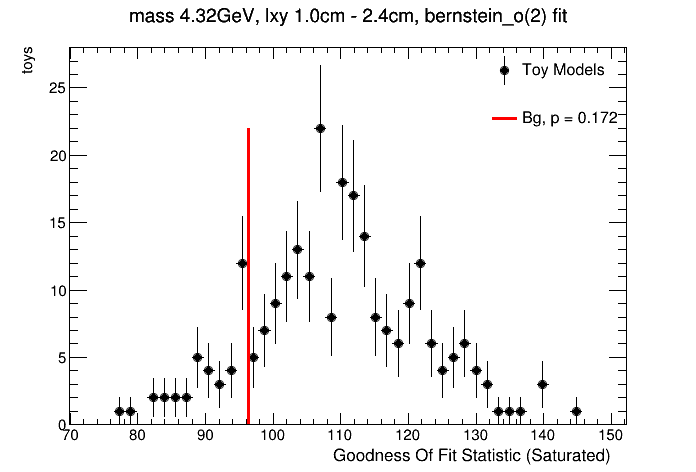 mass 4.32GeV, lxy 1.0cm - 2.4cm, bernstein_o(2) fit
toys
Toy Models
Bg, p = 0.172
25
20
15
10
5
0
70 80 90 100 110 120 130 140 150
Goodness Of Fit Statistic (Saturated)